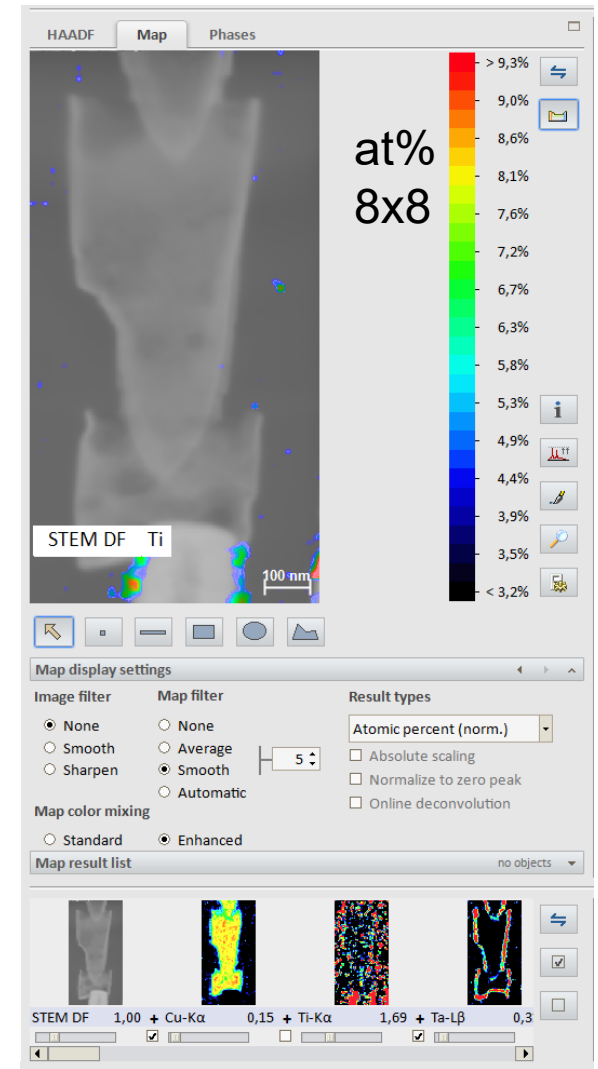 HAADF Map Phases
at%
8x8
> 9,3%
9,0%
8,6%
8,1%
7,6%
7,2%
6,7%
6,3%
5,8%
5,3%
4,9%
4,4%
3,9%
3,5%
< 3,2%
STEM DF Ti
100 nm
Map display settings
Image filter Map filter Result types
None None Atomic percent (norm.)
Smooth Average 5 Absolute scaling
Sharpen Smooth Normalize to zero peak
Automatic Online deconvolution
Map color mixing
Standard Enhanced
Map result list no objects
STEM DF 1,00 + Cu-Kα 0,15 + Ti-Kα 1,69 + Ta-Lβ 0,3